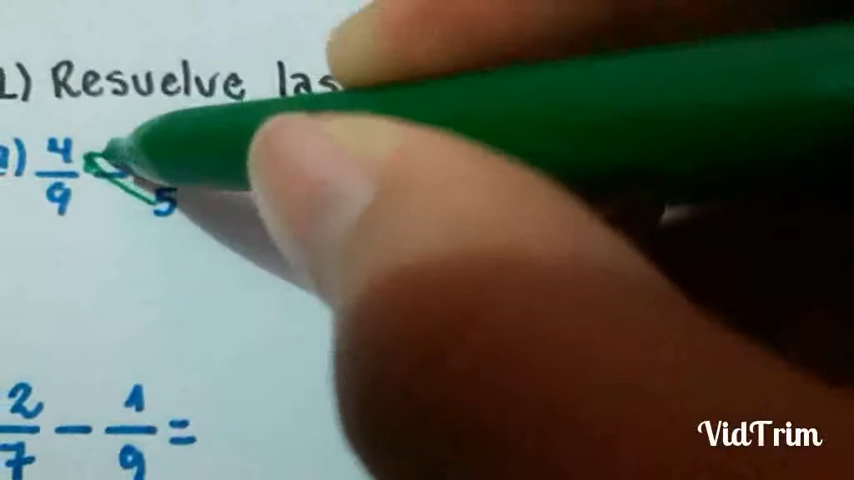 1) Resuelve las
a) 4/9 - /5
2/7 - 1/9 =
VidTrim